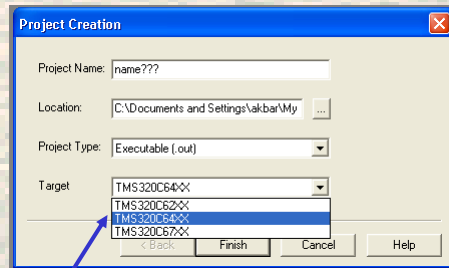 Project Creation
Project Name: name???
Location: C:\Documents and Settings\akbar\My ...
Project Type: Executable (.out)
Target TMS320C64XX
TMS320C62XX
TMS320C64XX
TMS320C67XX
< Back Finish Cancel Help